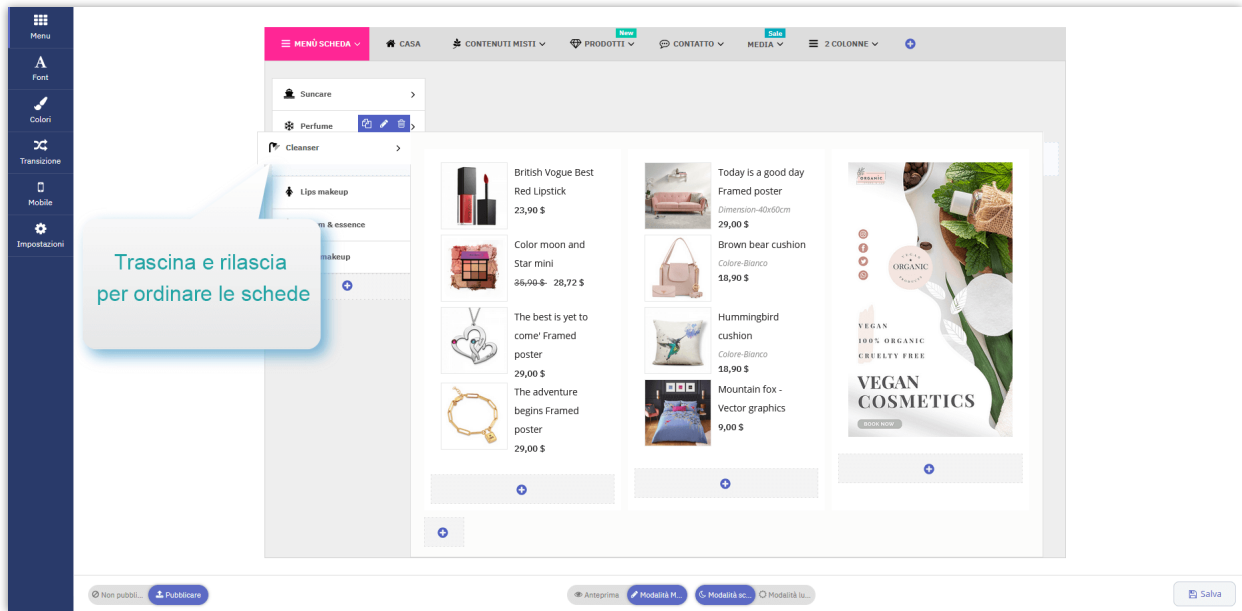 Menu
Font
Colori
Transizione
Mobile
Impostazioni
New
Sale
MENÙ SCHEDA
CASA
CONTENUTI MISTI
PRODOTTI
CONTATTO
MEDIA
2 COLONNE
Suncare
Perfume
Cleanser
Lips makeup
& essence
makeup
Trascina e rilascia
per ordinare le schede
British Vogue Best
Red Lipstick
23,90 $
Color moon and
Star mini
35,90 $ 28,72 $
The best is yet to
come' Framed
poster
29,00 $
The adventure
begins Framed
poster
29,00 $
Today is a good day
Framed poster
Dimension-40x60cm
29,00 $
Brown bear cushion
Colore-Bianco
18,90 $
Hummingbird
cushion
Colore-Bianco
18,90 $
Mountain fox -
Vector graphics
9,00 $
ORGANIC
ORGANIC
VEGAN
100% ORGANIC
CRUELTY FREE
VEGAN
COSMETICS
BOOK NOW
Non pubbli...
Pubblicare
Anteprima
Modalità M...
Modalità sc...
Modalità lu...
Salva